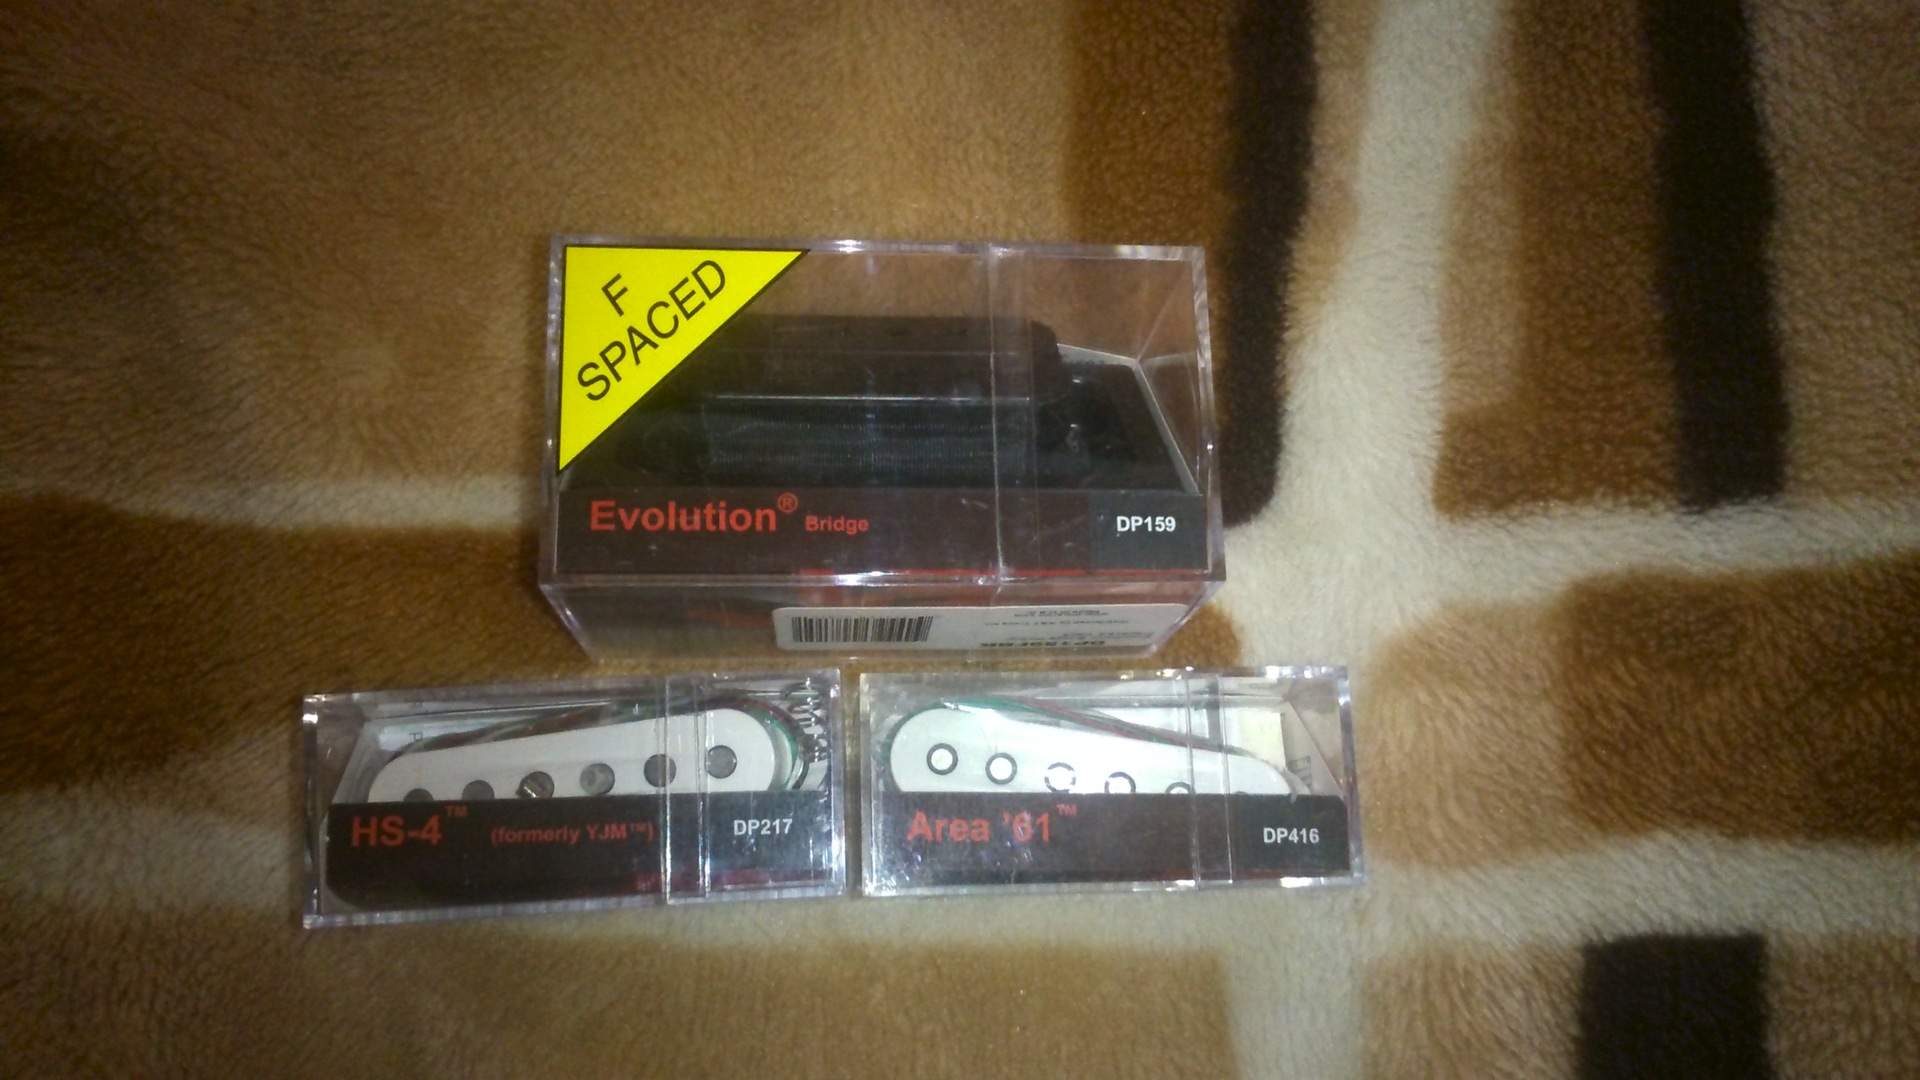 F
SPACED
Evolution® Bridge
DP159
HS-4™ (formerly YJM™)
DP217
Area '61™
DP416